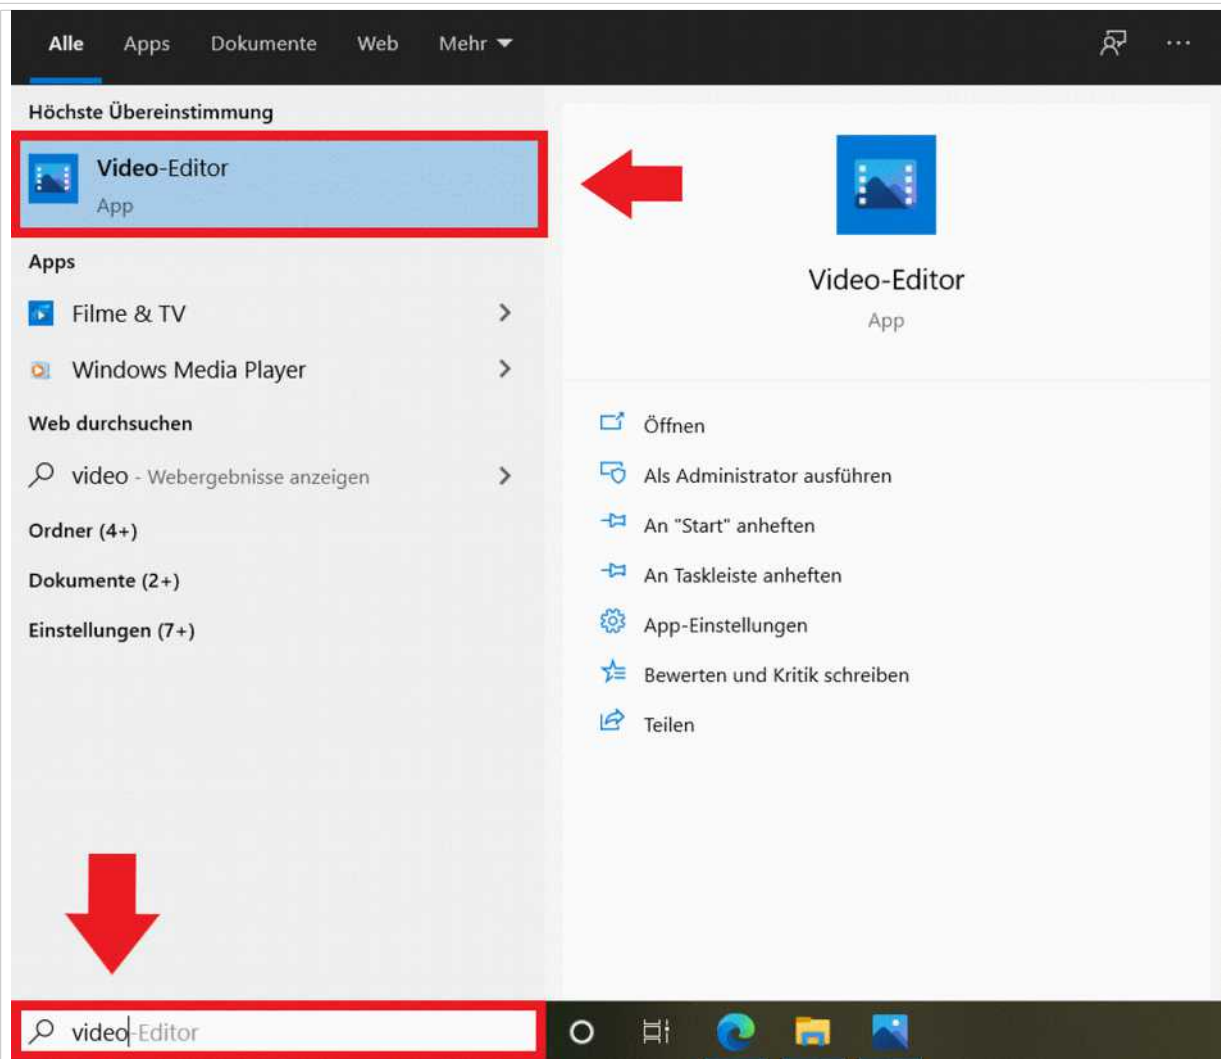 Alle Apps Dokumente Web Mehr
Höchste Übereinstimmung
Video-Editor
App
Apps
Filme & TV
Windows Media Player
Web durchsuchen
video - Webergebnisse anzeigen
Ordner (4+)
Dokumente (2+)
Einstellungen (7+)
Video-Editor
App
Öffnen
Als Administrator ausführen
An "Start" anheften
An Taskleiste anheften
App-Einstellungen
Bewerten und Kritik schreiben
Teilen
video-Editor